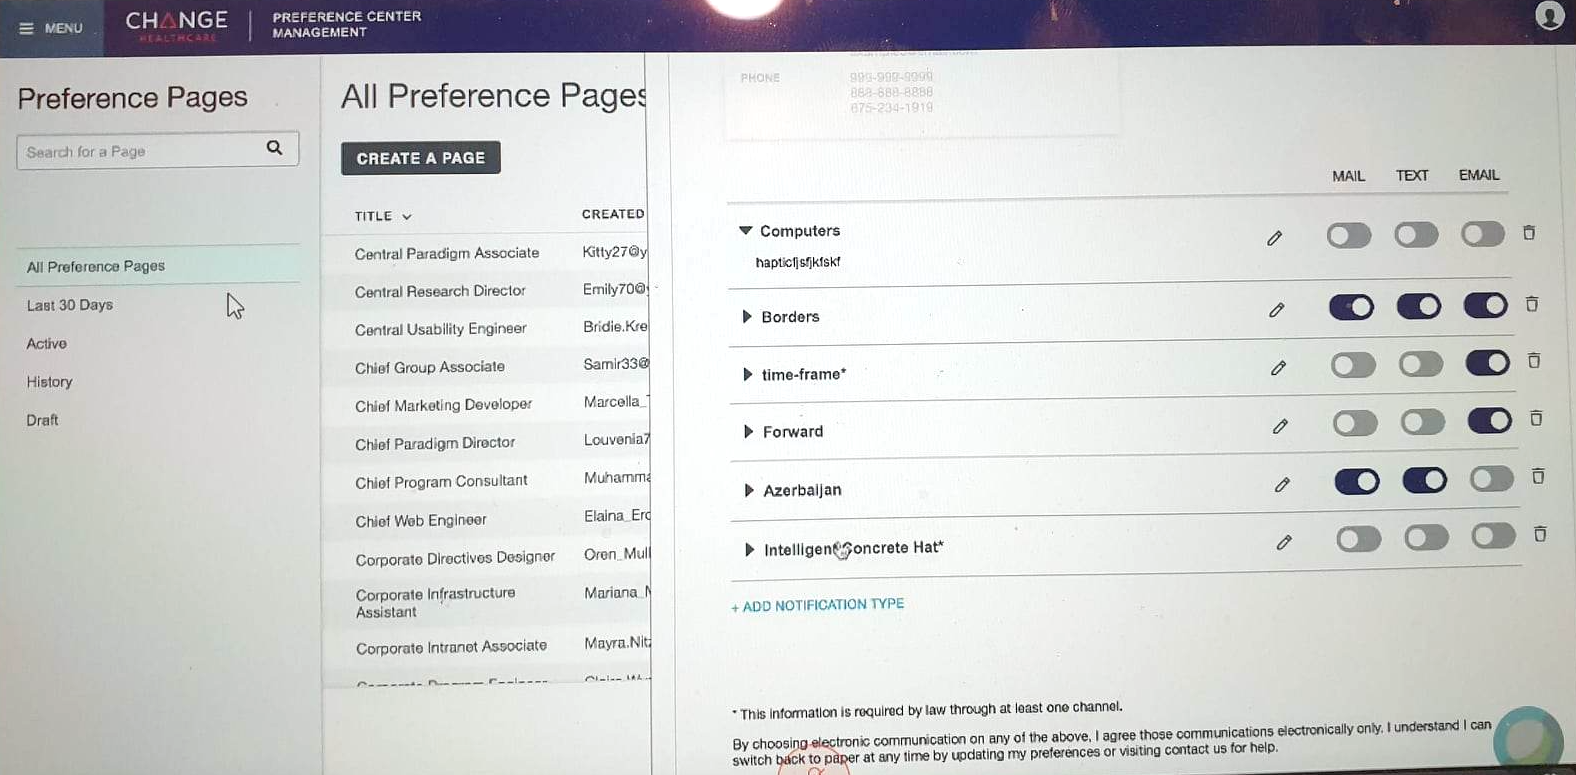 MENU
CHANGE
HEALTHCARE
PREFERENCE CENTER
MANAGEMENT
Preference Pages
Search for a Page
All Preference Pages
Last 30 Days
Active
History
Draft
All Preference Pages
CREATE A PAGE
TITLE CREATED
Central Paradigm Associate Kitty27@y
Central Research Director Emily70@
Central Usability Engineer Bridie.Kre
Chief Group Associate Samir33@
Chief Marketing Developer Marcella_
Chief Paradigm Director Louvenia7
Chief Program Consultant Muhamma
Chief Web Engineer Elaina_Erd
Corporate Directives Designer Oren_Mull
Corporate Infrastructure Mariana_N
Assistant
Corporate Intranet Associate Mayra.Nit
PHONE 999-999-9999
888-888-8888
675-234-1919
MAIL TEXT EMAIL
Computers
hapticfjsfjkfskf
Borders
time-frame*
Forward
Azerbaijan
Intelligent Concrete Hat*
+ ADD NOTIFICATION TYPE
* This information is required by law through at least one channel.
By choosing electronic communication on any of the above, I agree those communications electronically only. I understand I can
switch back to paper at any time by updating my preferences or visiting contact us for help.